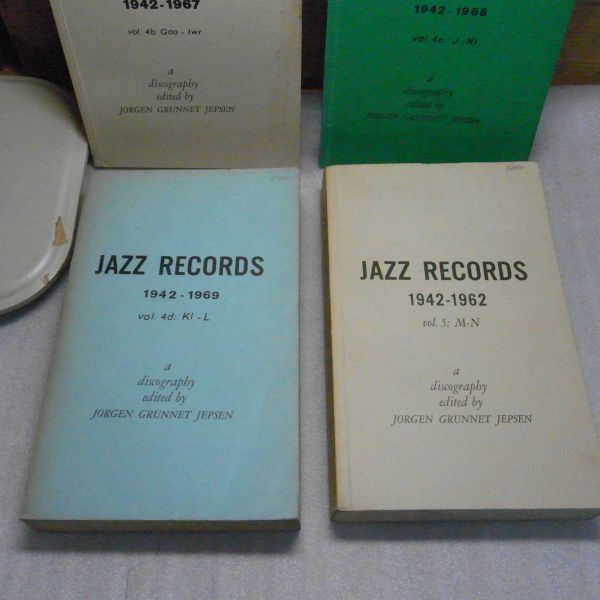 1942-1967
vol 4b: Goo - Iwr
a
discography
edited by
JORGEN GRUNNET JEPSEN
1942-1968
vol 4c: J-Kl
a
discography
edited by
JORGEN GRUNNET JEPSEN
JAZZ RECORDS
1942-1969
vol. 4d: Kl-L
a
discography
edited by
JORGEN GRUNNET JEPSEN
JAZZ RECORDS
1942-1962
vol. 5: M-N
a
discography
edited by
JORGEN GRUNNET JEPSEN